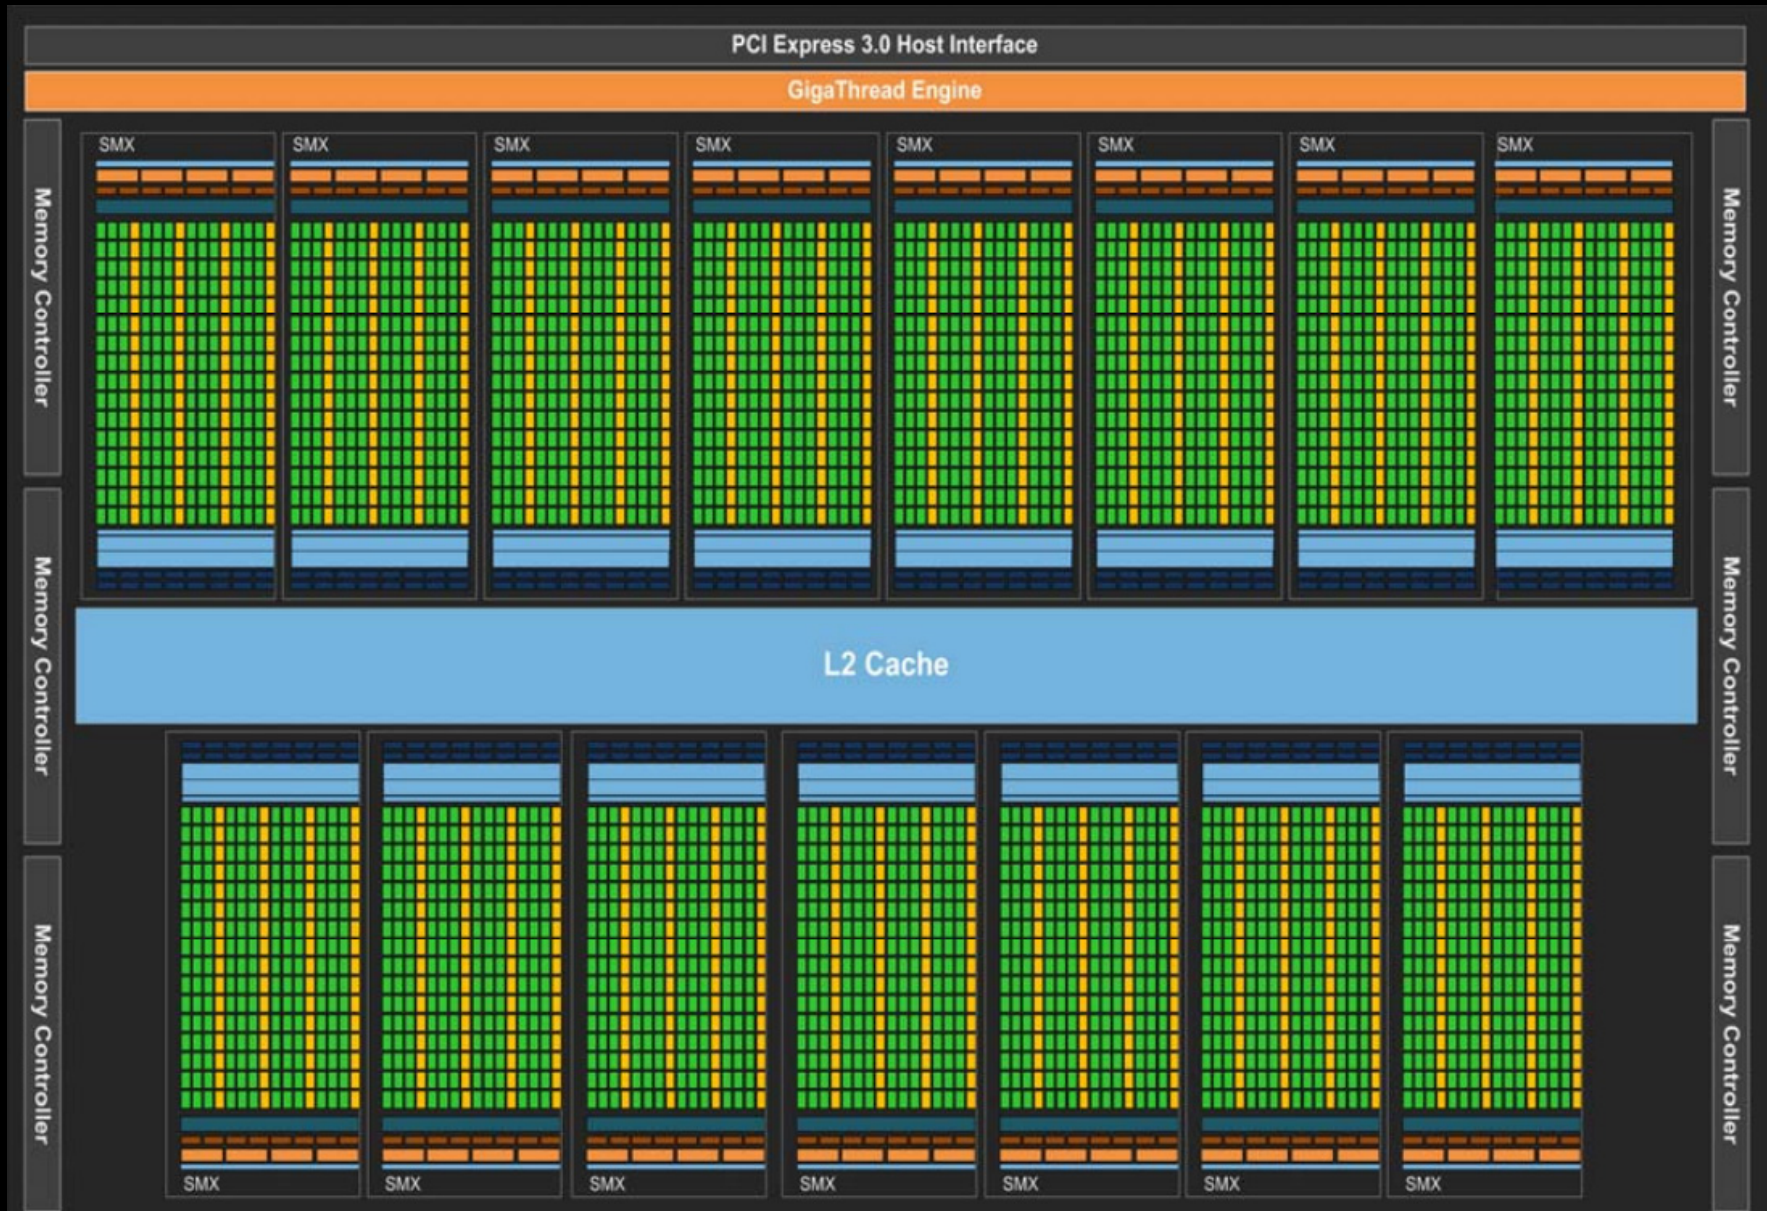 PCI Express 3.0 Host Interface
GigaThread Engine
SMX
SMX
SMX
SMX
SMX
SMX
SMX
SMX
Memory Controller
Memory Controller
Memory Controller
Memory Controller
L2 Cache
Memory Controller
Memory Controller
SMX
SMX
SMX
SMX
SMX
SMX
SMX